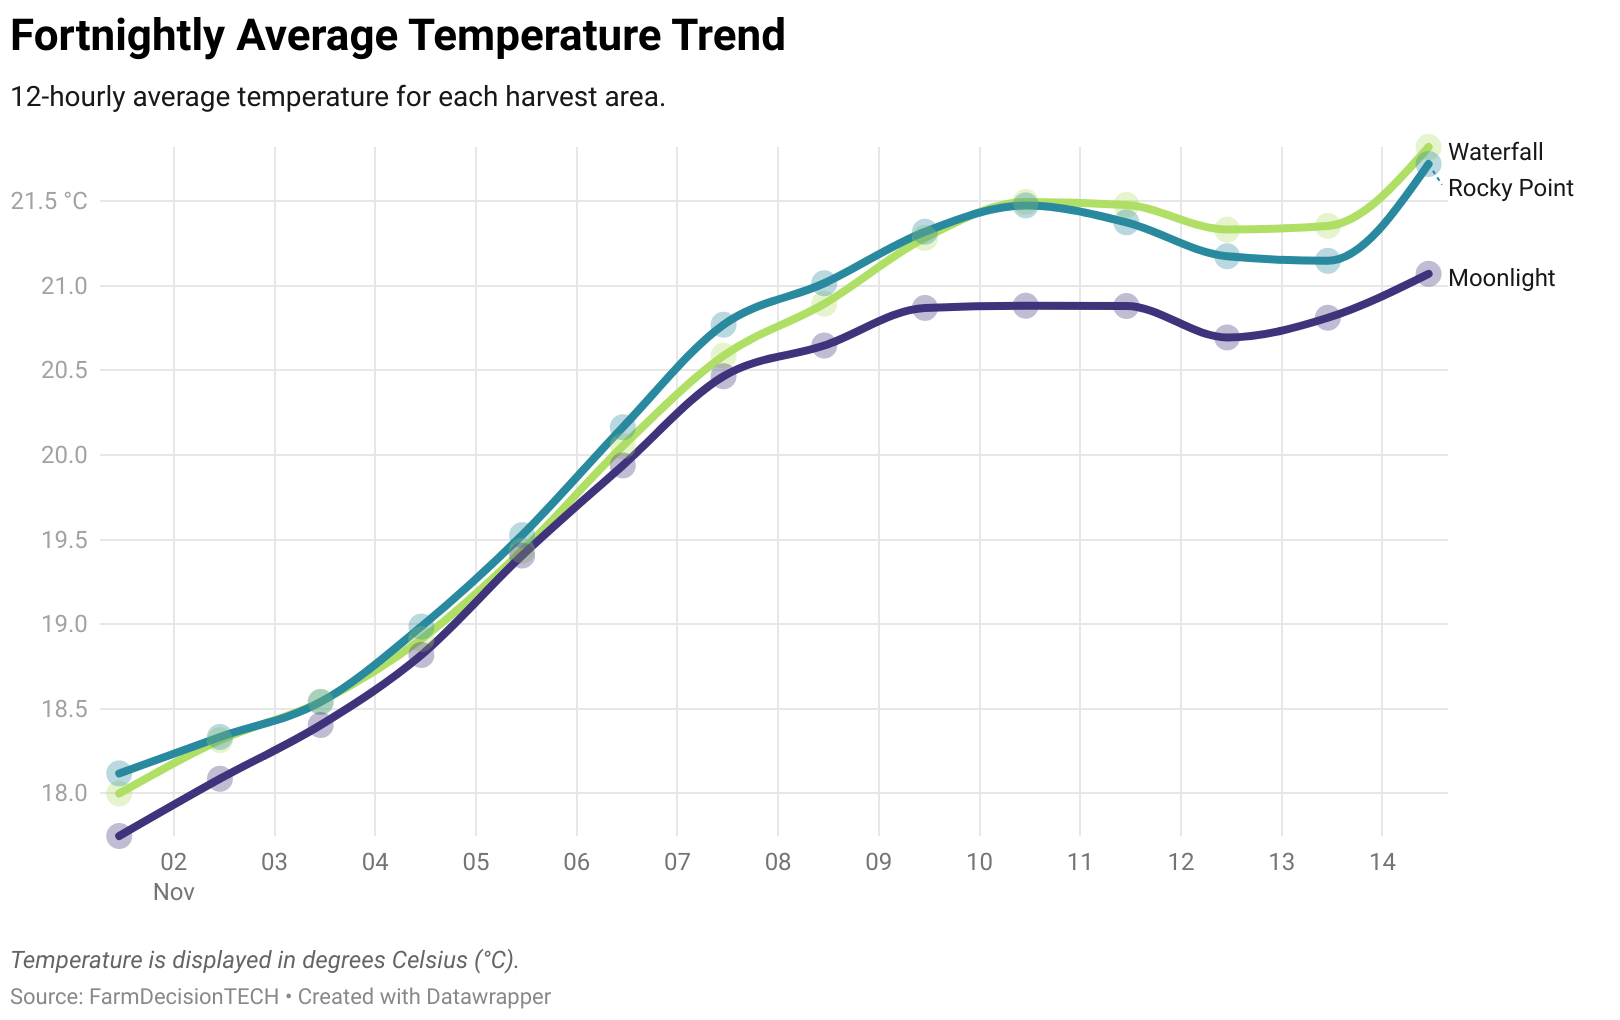 Fortnightly Average Temperature Trend
12-hourly average temperature for each harvest area.
Waterfall
Rocky Point
Moonlight
21.5 °C
21.0
20.5
20.0
19.5
19.0
18.5
18.0
02 03 04 05 06 07 08 09 10 11 12 13 14
Nov
Temperature is displayed in degrees Celsius (°C).
Source: FarmDecisionTECH • Created with Datawrapper